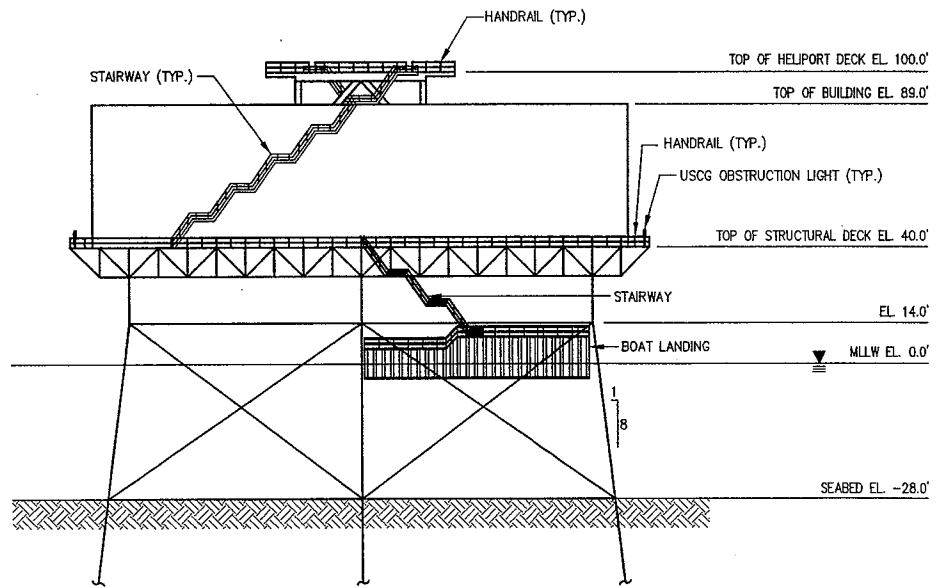 HANDRAIL (TYP.)
TOP OF HELIPORT DECK EL. 100.0'
STAIRWAY (TYP.)
TOP OF BUILDING EL. 89.0'
HANDRAIL (TYP.)
USCG OBSTRUCTION LIGHT (TYP.)
TOP OF STRUCTURAL DECK EL. 40.0'
STAIRWAY
EL. 14.0'
BOAT LANDING
MLLW EL. 0.0'
1
8
SEABED EL. -28.0'